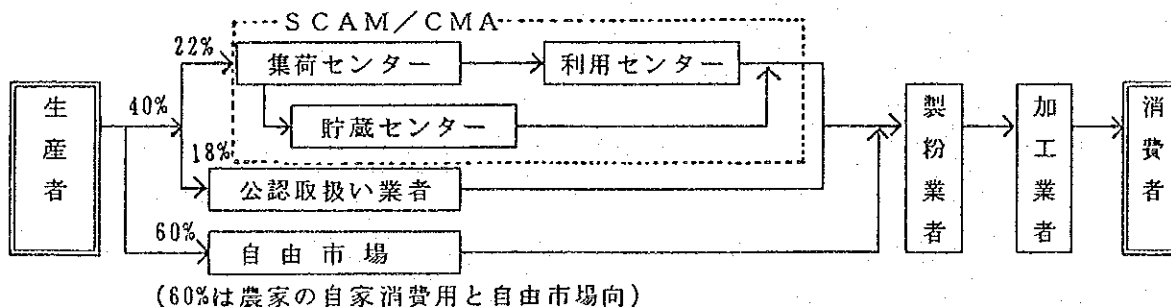 SCAM/CMA
22%
集荷センター
利用センター
生産者
40%
貯蔵センター
製粉業者
加工業者
消費者
18%
公認取扱い業者
60%
自由市場
(60%は農家の自家消費用と自由市場向)